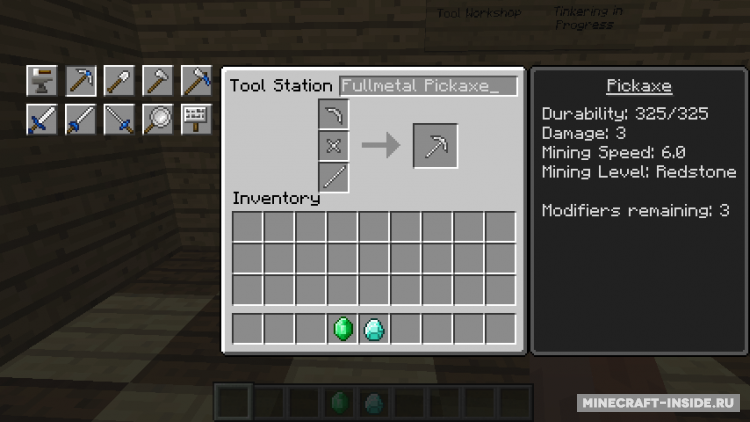 Tool Workshop
Tinkering in
Progress
Tool Station
Fullmetal Pickaxe_
Inventory
Pickaxe
Durability: 325/325
Damage: 3
Mining Speed: 6.0
Mining Level: Redstone
Modifiers remaining: 3
MINECRAFT-INSIDE.RU